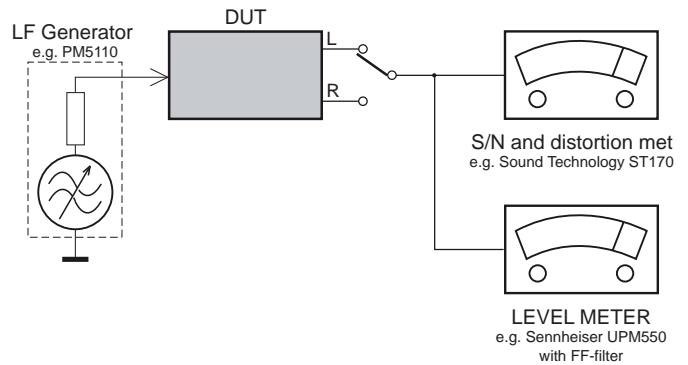 LF Generator
e.g. PM5110
DUT
L
R
S/N and distortion met
e.g. Sound Technology ST170
LEVEL METER
e.g. Sennheiser UPM550
with FF-filter